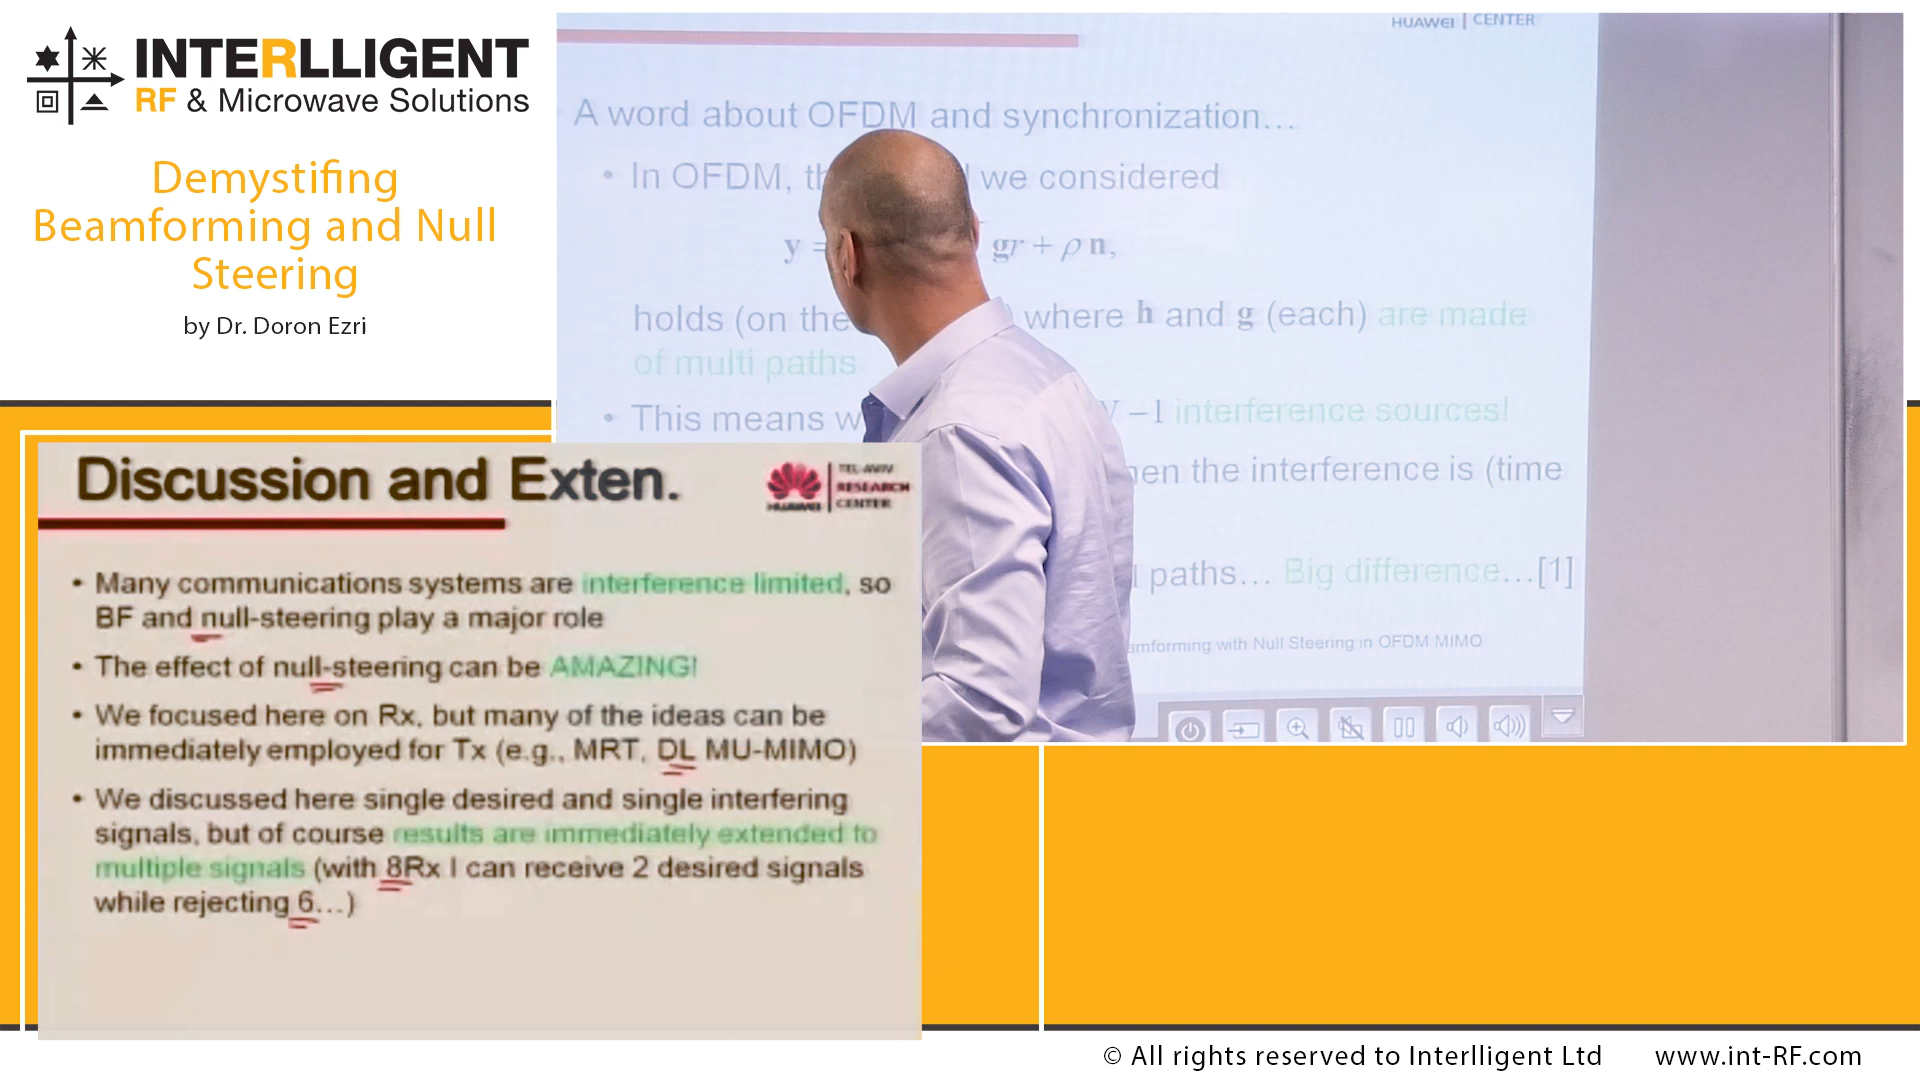 INTERLLIGENT
RF & Microwave Solutions
Demystifing
Beamforming and Null
Steering
by Dr. Doron Ezri
HUAWEI | CENTER
A word about OFDM and synchronization...
• In OFDM, we considered
y = gr + ρ n,
holds (on the where h and g (each) are made
of multi paths
• This means –1 interference sources!
the interference is (time
paths... Big difference...[1]
with Null Steering in OFDM MIMO
Discussion and Exten.
HUAWEI
TEL-AVIV
RESEARCH
CENTER
• Many communications systems are interference limited, so
BF and null-steering play a major role
• The effect of null-steering can be AMAZING!
• We focused here on Rx, but many of the ideas can be
immediately employed for Tx (e.g., MRT, DL MU-MIMO)
• We discussed here single desired and single interfering
signals, but of course results are immediately extended to
multiple signals (with 8Rx I can receive 2 desired signals
while rejecting 6...)
© All rights reserved to Interlligent Ltd www.int-RF.com